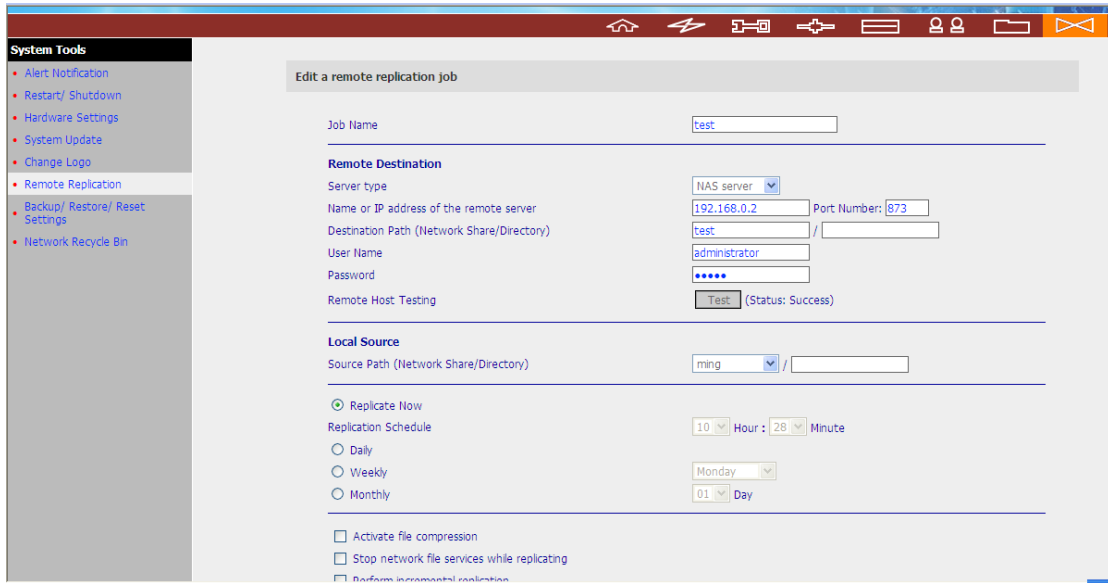 System Tools
Alert Notification
Restart/ Shutdown
Hardware Settings
System Update
Change Logo
Remote Replication
Backup/ Restore/ Reset
Settings
Network Recycle Bin
Edit a remote replication job
Job Name test
Remote Destination
Server type NAS server
Name or IP address of the remote server 192.168.0.2 Port Number: 873
Destination Path (Network Share/Directory) test /
User Name administrator
Password •••••
Remote Host Testing Test (Status: Success)
Local Source
Source Path (Network Share/Directory) ming /
Replicate Now
Replication Schedule 10 Hour : 28 Minute
Daily
Weekly Monday
Monthly 01 Day
Activate file compression
Stop network file services while replicating
Perform incremental replication